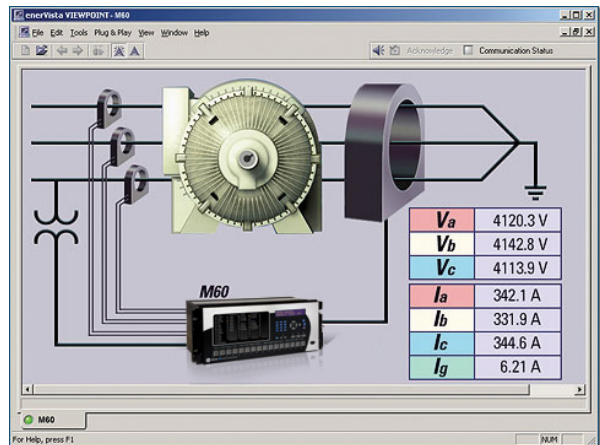 enerVista VIEWPOINT - M60
File Edit Tools Plug & Play View Window Help
Acknowledge Communication Status
Va 4120.3 V
Vb 4142.8 V
Vc 4113.9 V
Ia 342.1 A
Ib 331.9 A
Ic 344.6 A
Ig 6.21 A
M60
M60
For Help, press F1 NUM